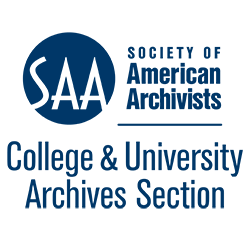 SAA
SOCIETY OF
American
Archivists
College & University
Archives Section